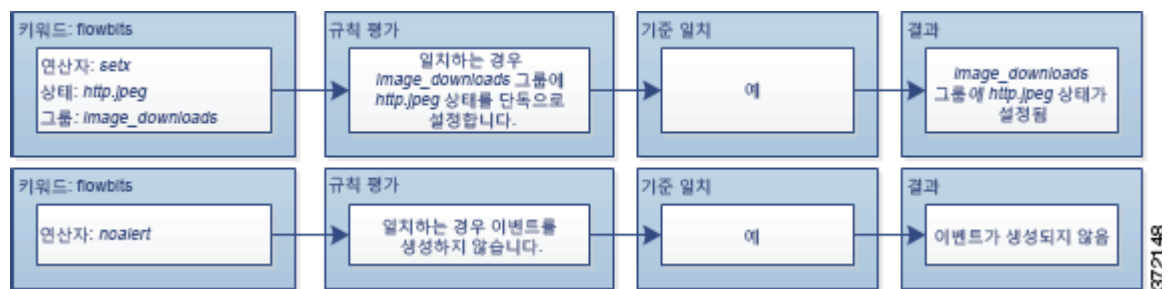 키워드: flowbits
연산자: setx
상태: http.jpeg
그룹: image_downloads
규칙 평가
일치하는 경우
image_downloads 그룹에
http.jpeg 상태를 단독으로
설정합니다.
기준 일치
예
결과
image_downloads
그룹에 http.jpeg 상태가
설정됨
키워드: flowbits
연산자: noalert
규칙 평가
일치하는 경우 이벤트를
생성하지 않습니다.
기준 일치
예
결과
이벤트가 생성되지 않음
372148